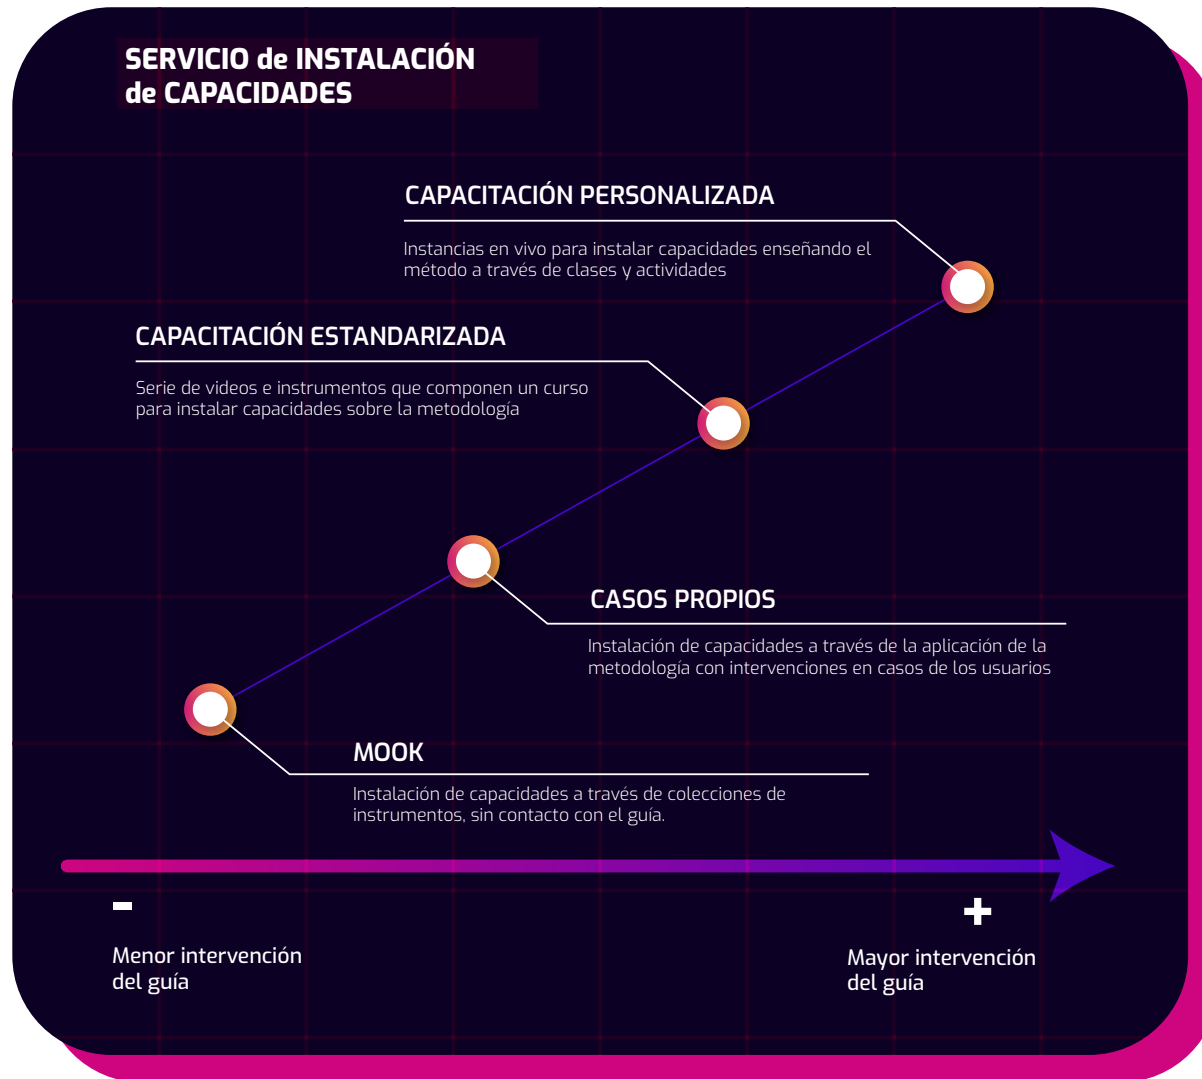 SERVICIO de INSTALACIÓN
de CAPACIDADES
CAPACITACIÓN PERSONALIZADA
Instancias en vivo para instalar capacidades enseñando el
método a través de clases y actividades
CAPACITACIÓN ESTANDARIZADA
Serie de videos e instrumentos que componen un curso
para instalar capacidades sobre la metodología
CASOS PROPIOS
Instalación de capacidades a través de la aplicación de la
metodología con intervenciones en casos de los usuarios
MOOK
Instalación de capacidades a través de colecciones de
instrumentos, sin contacto con el guía.
-
+
Menor intervención
del guía
Mayor intervención
del guía